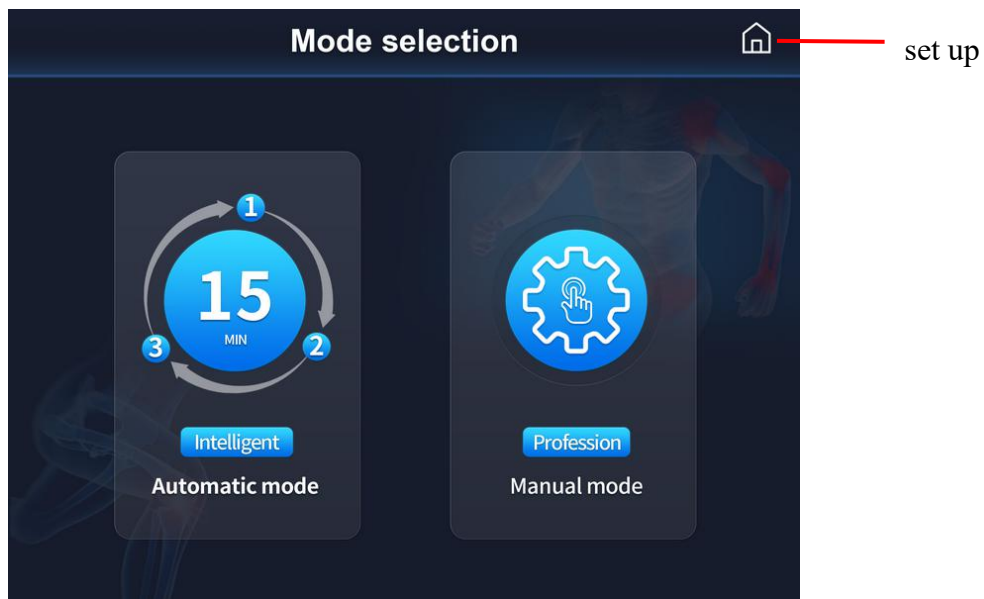 Mode selection
set up
1
15
MIN
3
2
Intelligent
Profession
Automatic mode
Manual mode